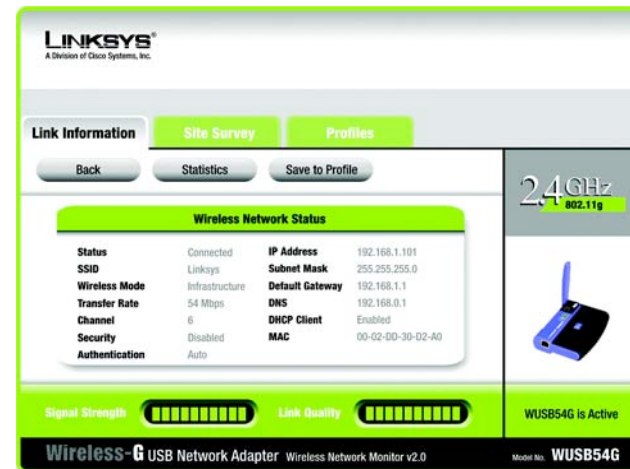 LINKSYS®
A Division of Cisco Systems, Inc.
Link Information Site Survey Profiles
Back Statistics Save to Profile
2.4GHz
802.11g
Wireless Network Status
Status Connected IP Address 192.168.1.101
SSID Linksys Subnet Mask 255.255.255.0
Wireless Mode Infrastructure Default Gateway 192.168.1.1
Transfer Rate 54 Mbps DNS 192.168.0.1
Channel 6 DHCP Client Enabled
Security Disabled MAC 00-02-DD-30-D2-A0
Authentication Auto
Signal Strength Link Quality WUSB54G is Active
Wireless-G USB Network Adapter Wireless Network Monitor v2.0 Model No. WUSB54G